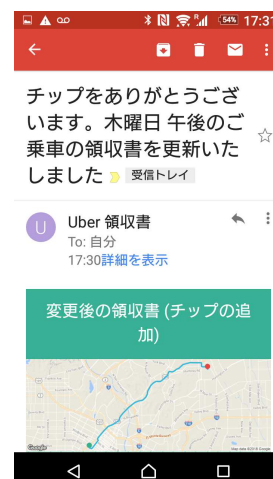 54% 17:31
チップをありがとうござ
います。木曜日 午後のご
乗車の領収書を更新いた
しました 受信トレイ
U
Uber 領収書
To: 自分
17:30詳細を表示
変更後の領収書 (チップの追
加)
Google